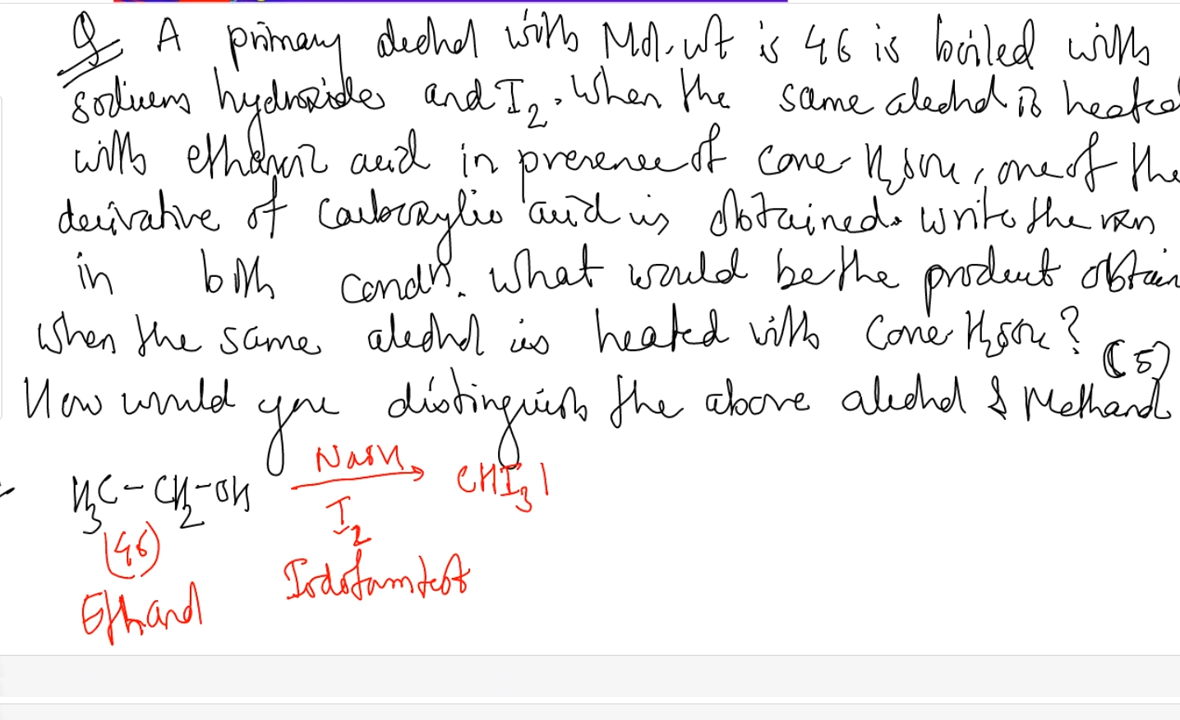 Q A primary alcohol with Mol. wt is 46 is boiled with
sodium hydroxides and I2. When the same alcohol is heated
with ethanoic acid in presence of conc H2SO4, one of the
derivative of carboxylic acid is obtained. write the rxn
in both condn. what would be the product obtain
when the same alcohol is heated with conc H2SO4?
(5)
How would you distinguish the above alcohol & Methanol
H3C-CH2-OH NaOH I2 → CHI3
(46)
Ethanol
Iodoform test